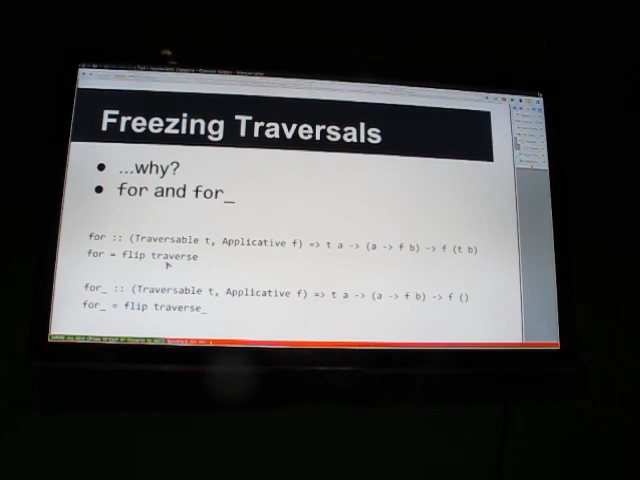 Freezing Traversals
● ...why?
● for and for_
for :: (Traversable t, Applicative f) => t a -> (a -> f b) -> f (t b)
for = flip traverse
for_ :: (Traversable t, Applicative f) => t a -> (a -> f b) -> f ()
for_ = flip traverse_